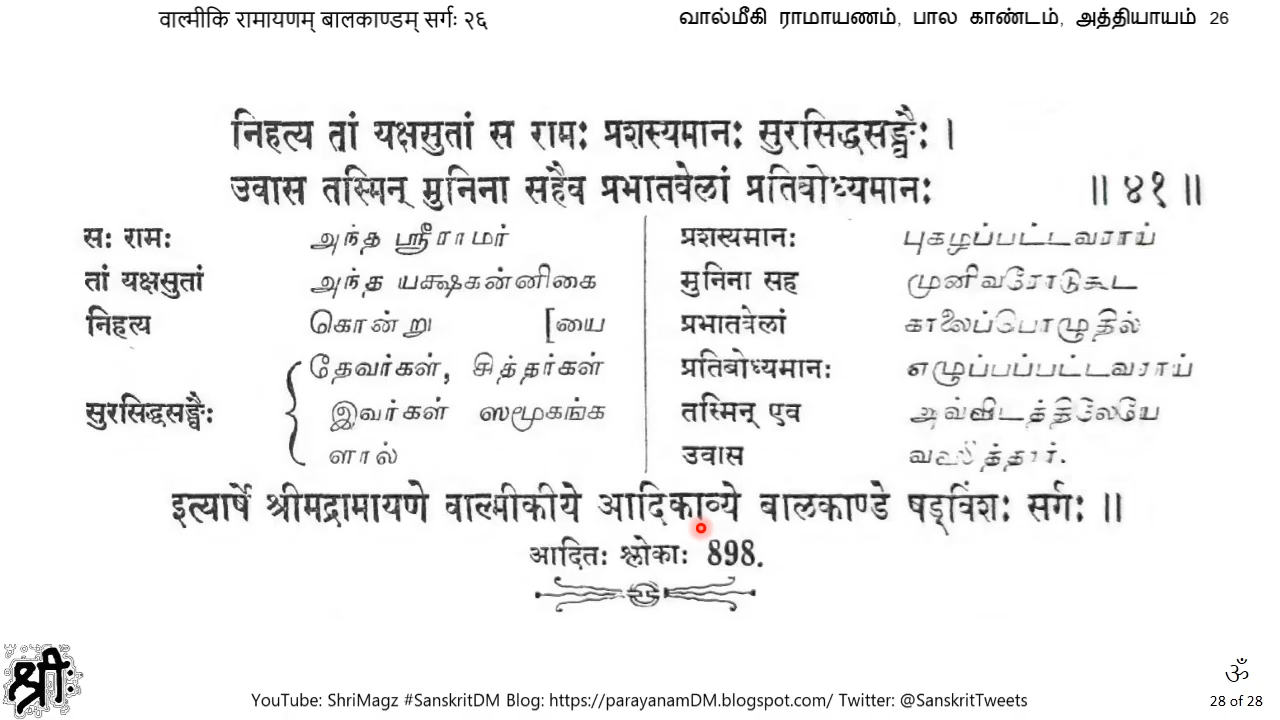 वाल्मीकि रामायणम् बालकाण्डम् सर्गः २६
வால்மீகி ராமாயணம், பால காண்டம், அத்தியாயம் 26
निहत्य तां यक्षसुतां स रामः प्रशस्यमानः सुरसिद्धसङ्घैः ।
उवास तस्मिन् मुनिना सहैव प्रभातवेलां प्रतिबोध्यमानः ॥ ४१ ॥
सः रामः அந்த ஸ்ரீராமர்
तां यक्षसुतां அந்த யக்ஷகன்னிகை
निहत्य கொன்று [யை
தேவர்கள், சித்தர்கள்
सुरसिद्धसङ्घैः இவர்கள் ஸமூகங்க
ளால்
प्रशस्यमानः புகழப்பட்டவராய்
मुनिना सह முனிவரோடுகூட
प्रभातवेलां காலைப்பொழுதில்
प्रतिबोध्यमानः எழுப்பப்பட்டவராய்
तस्मिन् एव அவ்விடத்திலேயே
उवास வஸித்தார்.
इत्यार्षे श्रीमद्रामायणे वाल्मीकीये आदिकाव्ये बालकाण्डे षड्विंशः सर्गः ॥
आदितः श्लोकाः 898.
श्रीः
ॐ
YouTube: ShriMagz #SanskritDM Blog: https://parayanamDM.blogspot.com/ Twitter: @SanskritTweets
28 of 28